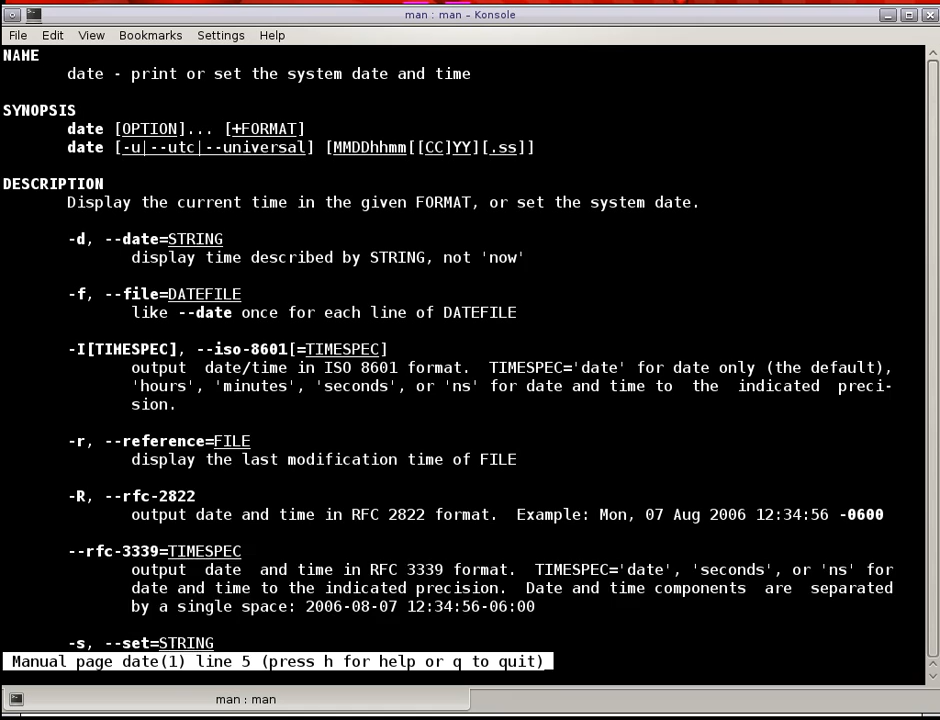 man : man – Konsole
File Edit View Bookmarks Settings Help
NAME
date - print or set the system date and time
SYNOPSIS
date [OPTION]... [+FORMAT]
date [-u|--utc|--universal] [MMDDhhmm[[CC]YY][.ss]]
DESCRIPTION
Display the current time in the given FORMAT, or set the system date.
-d, --date=STRING
display time described by STRING, not 'now'
-f, --file=DATEFILE
like --date once for each line of DATEFILE
-I[TIMESPEC], --iso-8601[=TIMESPEC]
output date/time in ISO 8601 format. TIMESPEC='date' for date only (the default),
'hours', 'minutes', 'seconds', or 'ns' for date and time to the indicated preci-
sion.
-r, --reference=FILE
display the last modification time of FILE
-R, --rfc-2822
output date and time in RFC 2822 format. Example: Mon, 07 Aug 2006 12:34:56 -0600
--rfc-3339=TIMESPEC
output date and time in RFC 3339 format. TIMESPEC='date', 'seconds', or 'ns' for
date and time to the indicated precision. Date and time components are separated
by a single space: 2006-08-07 12:34:56-06:00
-s, --set=STRING
Manual page date(1) line 5 (press h for help or q to quit)
man : man